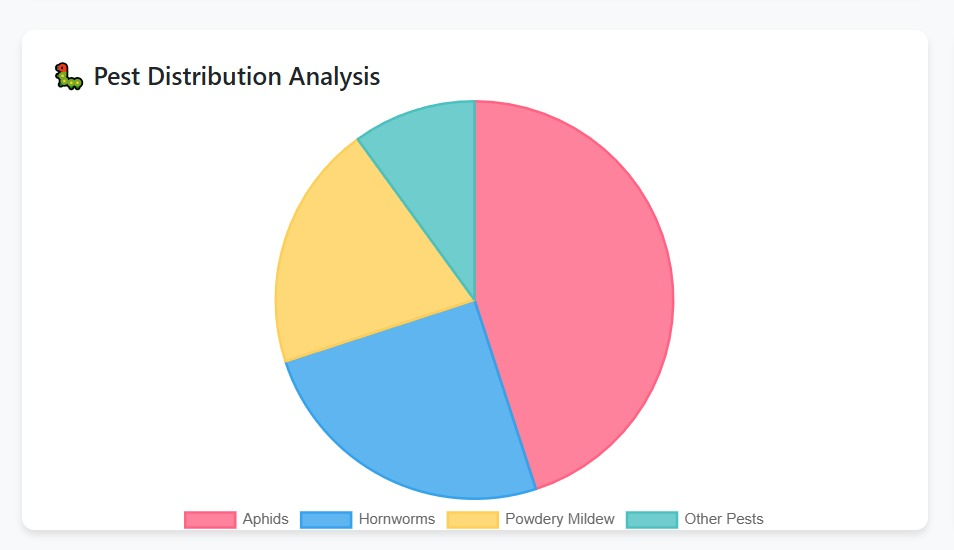 🐛 Pest Distribution Analysis
Aphids Hornworms Powdery Mildew Other Pests